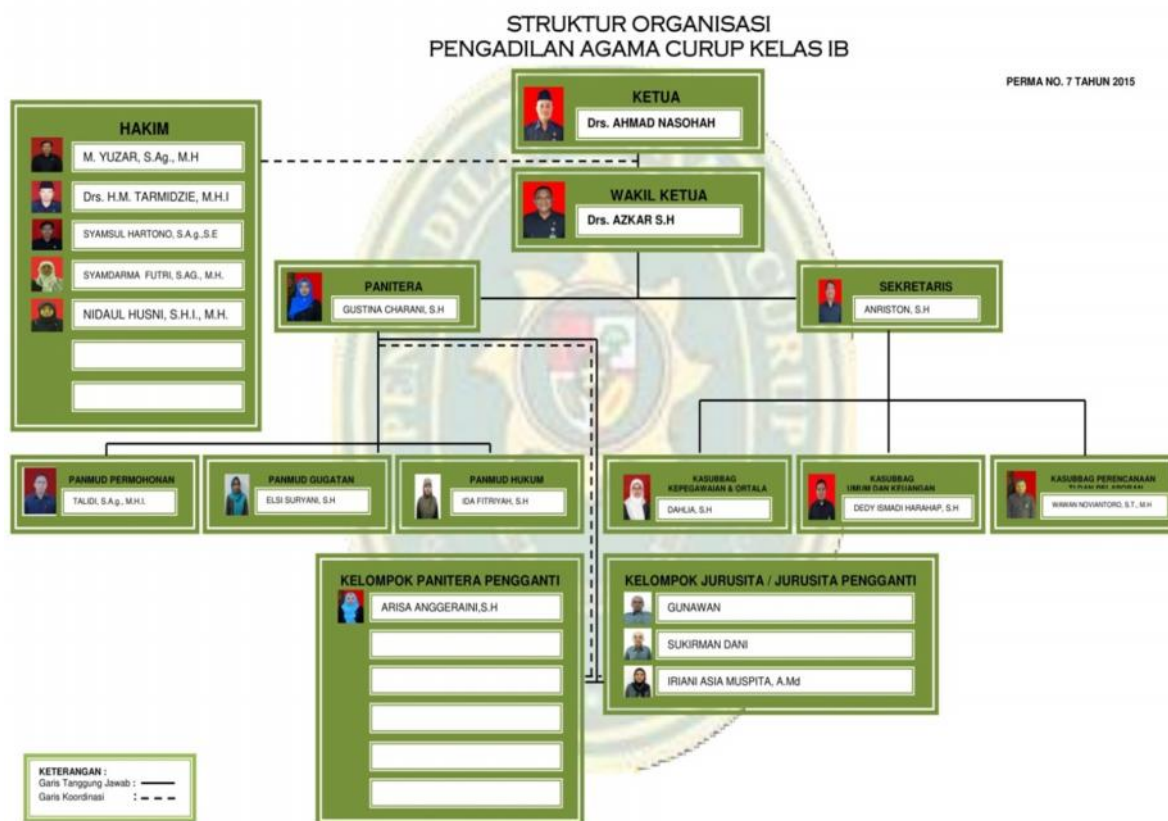 STRUKTUR ORGANISASI
PENGADILAN AGAMA CURUP KELAS IB
PERMA NO. 7 TAHUN 2015
KETUA
Drs. AHMAD NASOHAH
HAKIM
M. YUZAR, S.Ag., M.H
Drs. H.M. TARMIDZIE, M.H.I
SYAMSUL HARTONO, S.A.g.,S.E
SYAMDARMA FUTRI, S.AG., M.H.
NIDAUL HUSNI, S.H.I., M.H.
WAKIL KETUA
Drs. AZKAR S.H
PANITERA
GUSTINA CHARANI, S.H
SEKRETARIS
ANRISTON, S.H
PANMUD PERMOHONAN
TALIDI, S.A.g., M.H.I.
PANMUD GUGATAN
ELSI SURYANI, S.H
PANMUD HUKUM
IDA FITRIYAH, S.H
KASUBBAG
KEPEGAWAIAN & ORTALA
DAHLIA, S.H
KASUBBAG
UMUM DAN KEUANGAN
DEDY ISMADI HARAHAP, S.H
KASUBBAG PERENCANAAN
WAWAN NOVIANTORO, S.T., M.H
KELOMPOK PANITERA PENGGANTI
ARISA ANGGERAINI,S.H
KELOMPOK JURUSITA / JURUSITA PENGGANTI
GUNAWAN
SUKIRMAN DANI
IRIANI ASIA MUSPITA, A.Md
KETERANGAN :
Garis Tanggung Jawab :
Garis Koordinasi :